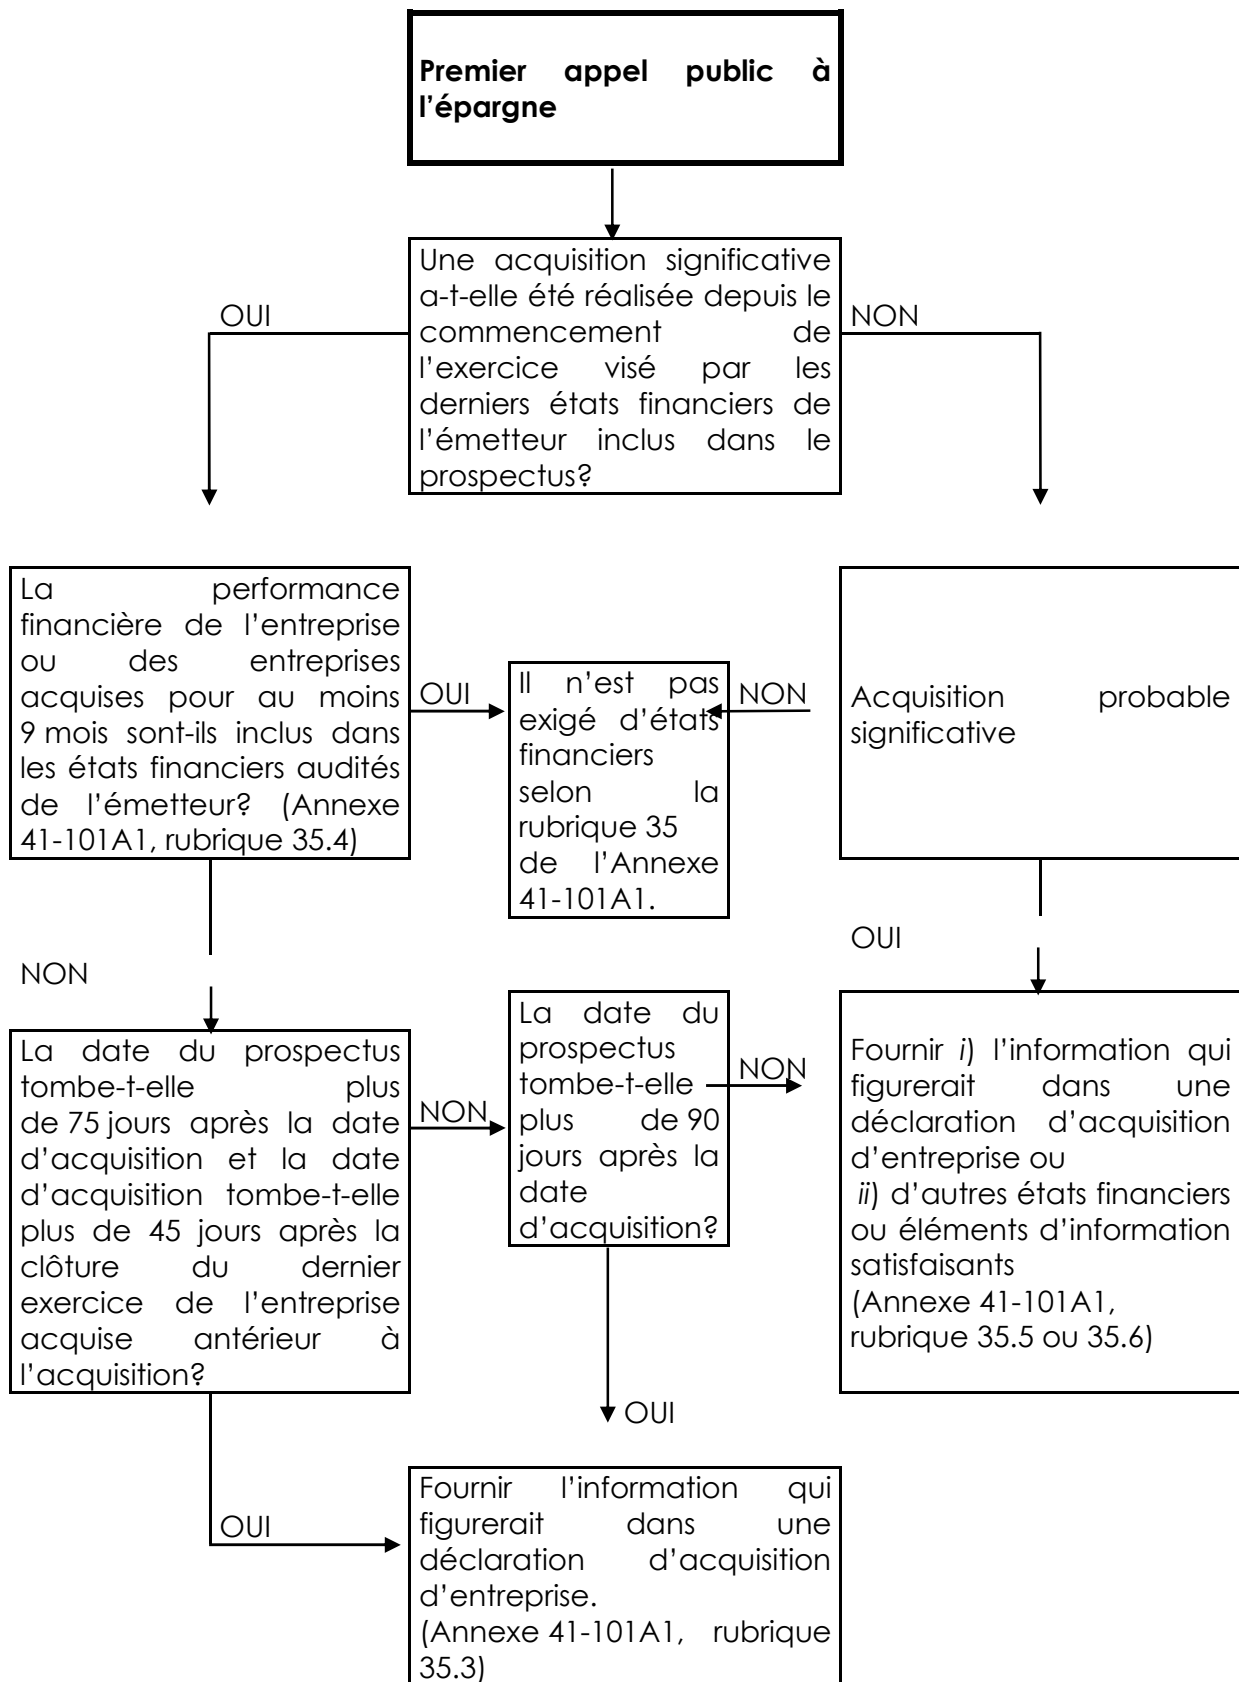 Premier appel public à
l'épargne
Une acquisition significative
a-t-elle été réalisée depuis le
commencement de
l'exercice visé par les
derniers états financiers de
l'émetteur inclus dans le
prospectus?
OUI
NON
La performance
financière de l'entreprise
ou des entreprises
acquises pour au moins
9 mois sont-ils inclus dans
les états financiers audités
de l'émetteur? (Annexe
41-101A1, rubrique 35.4)
OUI
Il n'est pas
exigé d'états
financiers
selon la
rubrique 35
de l'Annexe
41-101A1.
NON
Acquisition probable
significative
NON
OUI
La date du prospectus
tombe-t-elle plus
de 75 jours après la date
d'acquisition et la date
d'acquisition tombe-t-elle
plus de 45 jours après la
clôture du dernier
exercice de l'entreprise
acquise antérieur à
l'acquisition?
NON
La date du
prospectus
tombe-t-elle
plus de 90
jours après la
date
d'acquisition?
NON
Fournir i) l'information qui
figurerait dans une
déclaration d'acquisition
d'entreprise ou
ii) d'autres états financiers
ou éléments d'information
satisfaisants
(Annexe 41-101A1,
rubrique 35.5 ou 35.6)
OUI
OUI
Fournir l'information qui
figurerait dans une
déclaration d'acquisition
d'entreprise.
(Annexe 41-101A1, rubrique
35.3)